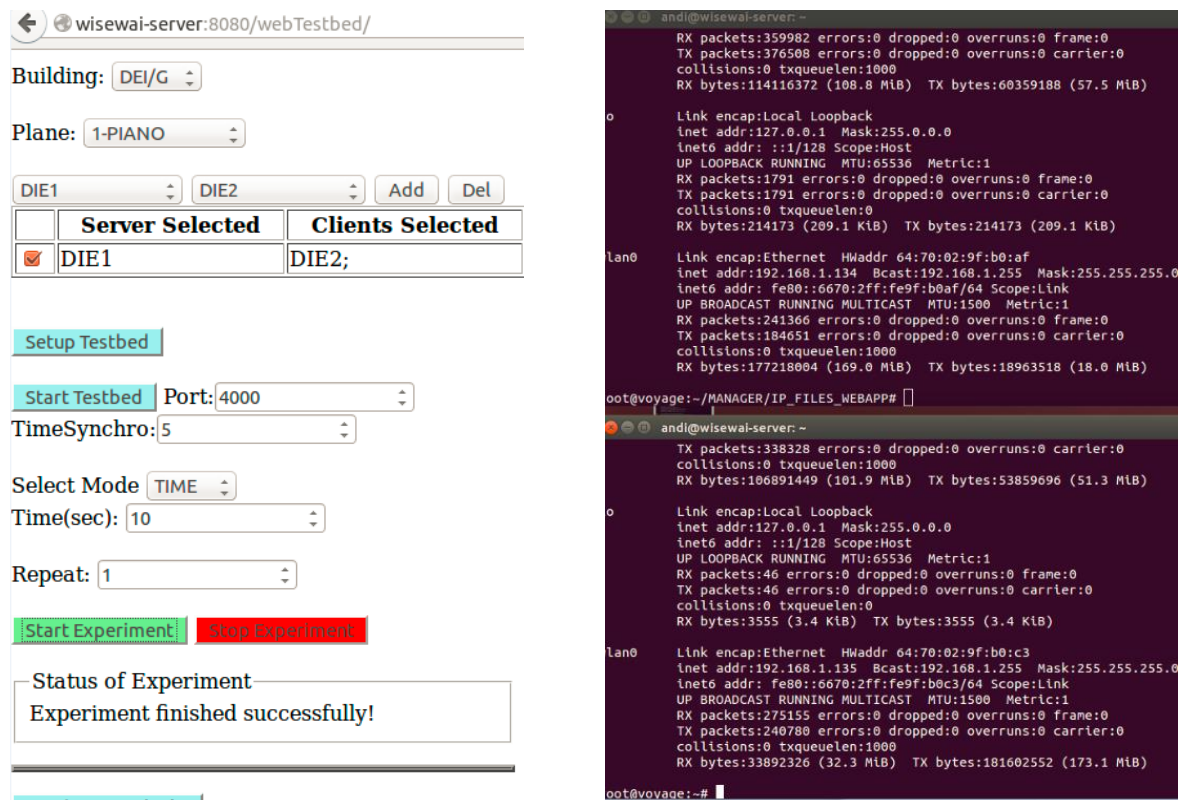 wisewai-server:8080/webTestbed/
Building: DEI/G
Plane: 1-PIANO
DIE1 DIE2 Add Del
Server Selected Clients Selected
DIE1 DIE2;
Setup Testbed
Start Testbed Port: 4000
TimeSynchro: 5
Select Mode TIME
Time(sec): 10
Repeat: 1
Start Experiment Stop Experiment
Status of Experiment
Experiment finished successfully!
andi@wisewai-server: ~
RX packets:359982 errors:0 dropped:0 overruns:0 frame:0
TX packets:376508 errors:0 dropped:0 overruns:0 carrier:0
collisions:0 txqueuelen:1000
RX bytes:114116372 (108.8 MiB) TX bytes:60359188 (57.5 MiB)
o Link encap:Local Loopback
inet addr:127.0.0.1 Mask:255.0.0.0
inet6 addr: ::1/128 Scope:Host
UP LOOPBACK RUNNING MTU:65536 Metric:1
RX packets:1791 errors:0 dropped:0 overruns:0 frame:0
TX packets:1791 errors:0 dropped:0 overruns:0 carrier:0
collisions:0 txqueuelen:0
RX bytes:214173 (209.1 KiB) TX bytes:214173 (209.1 KiB)
lan0 Link encap:Ethernet HWaddr 64:70:02:9f:b0:af
inet addr:192.168.1.134 Bcast:192.168.1.255 Mask:255.255.255.0
inet6 addr: fe80::6670:2ff:fe9f:b0af/64 Scope:Link
UP BROADCAST RUNNING MULTICAST MTU:1500 Metric:1
RX packets:241366 errors:0 dropped:0 overruns:0 frame:0
TX packets:184651 errors:0 dropped:0 overruns:0 carrier:0
collisions:0 txqueuelen:1000
RX bytes:177218004 (169.0 MiB) TX bytes:18963518 (18.0 MiB)
oot@voyage:~/MANAGER/IP_FILES_WEBAPP#
andi@wisewai-server: ~
TX packets:338328 errors:0 dropped:0 overruns:0 carrier:0
collisions:0 txqueuelen:1000
RX bytes:106891449 (101.9 MiB) TX bytes:53859696 (51.3 MiB)
o Link encap:Local Loopback
inet addr:127.0.0.1 Mask:255.0.0.0
inet6 addr: ::1/128 Scope:Host
UP LOOPBACK RUNNING MTU:65536 Metric:1
RX packets:46 errors:0 dropped:0 overruns:0 frame:0
TX packets:46 errors:0 dropped:0 overruns:0 carrier:0
collisions:0 txqueuelen:0
RX bytes:3555 (3.4 KiB) TX bytes:3555 (3.4 KiB)
lan0 Link encap:Ethernet HWaddr 64:70:02:9f:b0:c3
inet addr:192.168.1.135 Bcast:192.168.1.255 Mask:255.255.255.0
inet6 addr: fe80::6670:2ff:fe9f:b0c3/64 Scope:Link
UP BROADCAST RUNNING MULTICAST MTU:1500 Metric:1
RX packets:275155 errors:0 dropped:0 overruns:0 frame:0
TX packets:240780 errors:0 dropped:0 overruns:0 carrier:0
collisions:0 txqueuelen:1000
RX bytes:33892326 (32.3 MiB) TX bytes:181602552 (173.1 MiB)
oot@voyage:~#